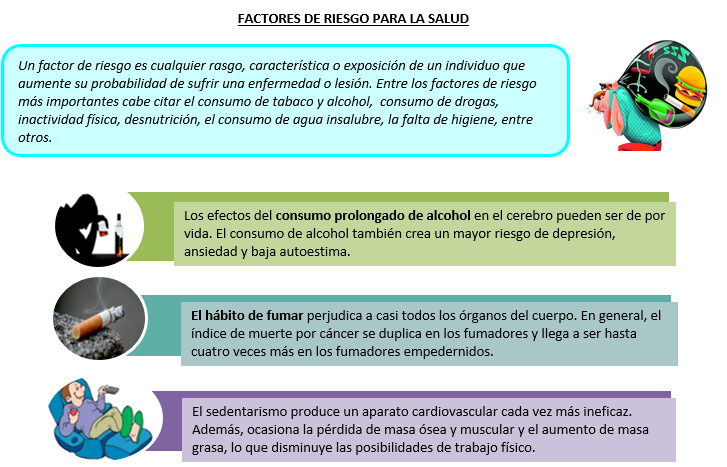 FACTORES DE RIESGO PARA LA SALUD
Un factor de riesgo es cualquier rasgo, característica o exposición de un individuo que
aumente su probabilidad de sufrir una enfermedad o lesión. Entre los factores de riesgo
más importantes cabe citar el consumo de tabaco y alcohol, consumo de drogas,
inactividad física, desnutrición, el consumo de agua insalubre, la falta de higiene, entre
otros.
Los efectos del consumo prolongado de alcohol en el cerebro pueden ser de por
vida. El consumo de alcohol también crea un mayor riesgo de depresión,
ansiedad y baja autoestima.
El hábito de fumar perjudica a casi todos los órganos del cuerpo. En general, el
índice de muerte por cáncer se duplica en los fumadores y llega a ser hasta
cuatro veces más en los fumadores empedernidos.
El sedentarismo produce un aparato cardiovascular cada vez más ineficaz.
Además, ocasiona la pérdida de masa ósea y muscular y el aumento de masa
grasa, lo que disminuye las posibilidades de trabajo físico.